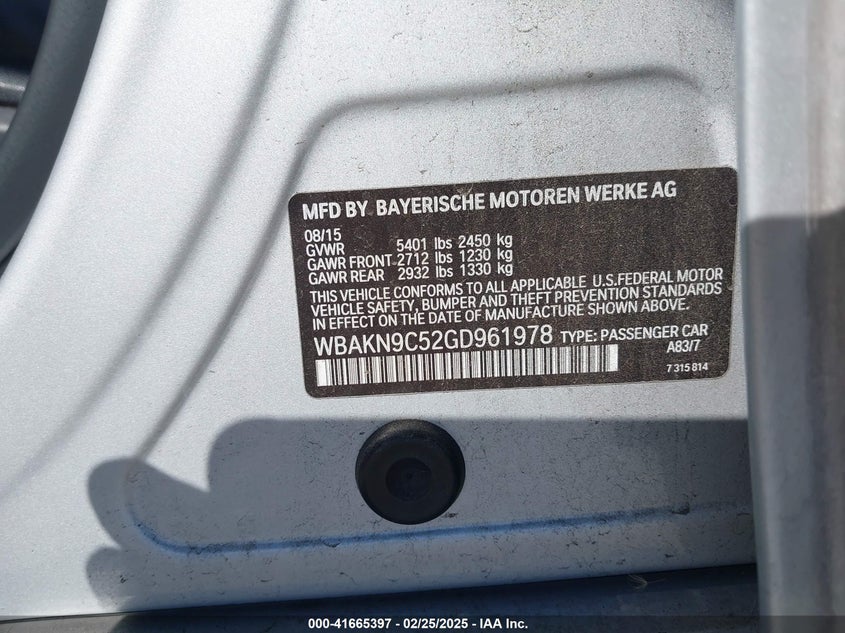 MFD BY BAYERISCHE MOTOREN WERKE AG
08/15
GVWR 5401 lbs 2450 kg
GAWR FRONT 2712 lbs 1230 kg
GAWR REAR 2932 lbs 1330 kg
THIS VEHICLE CONFORMS TO ALL APPLICABLE U.S.FEDERAL MOTOR
VEHICLE SAFETY, BUMPER AND THEFT PREVENTION STANDARDS
IN EFFECT ON THE DATE OF MANUFACTURE SHOWN ABOVE.
WBAKN9C52GD961978 TYPE: PASSENGER CAR
A83/7
7 315 814
000-41665397 - 02/25/2025 - IAA Inc.